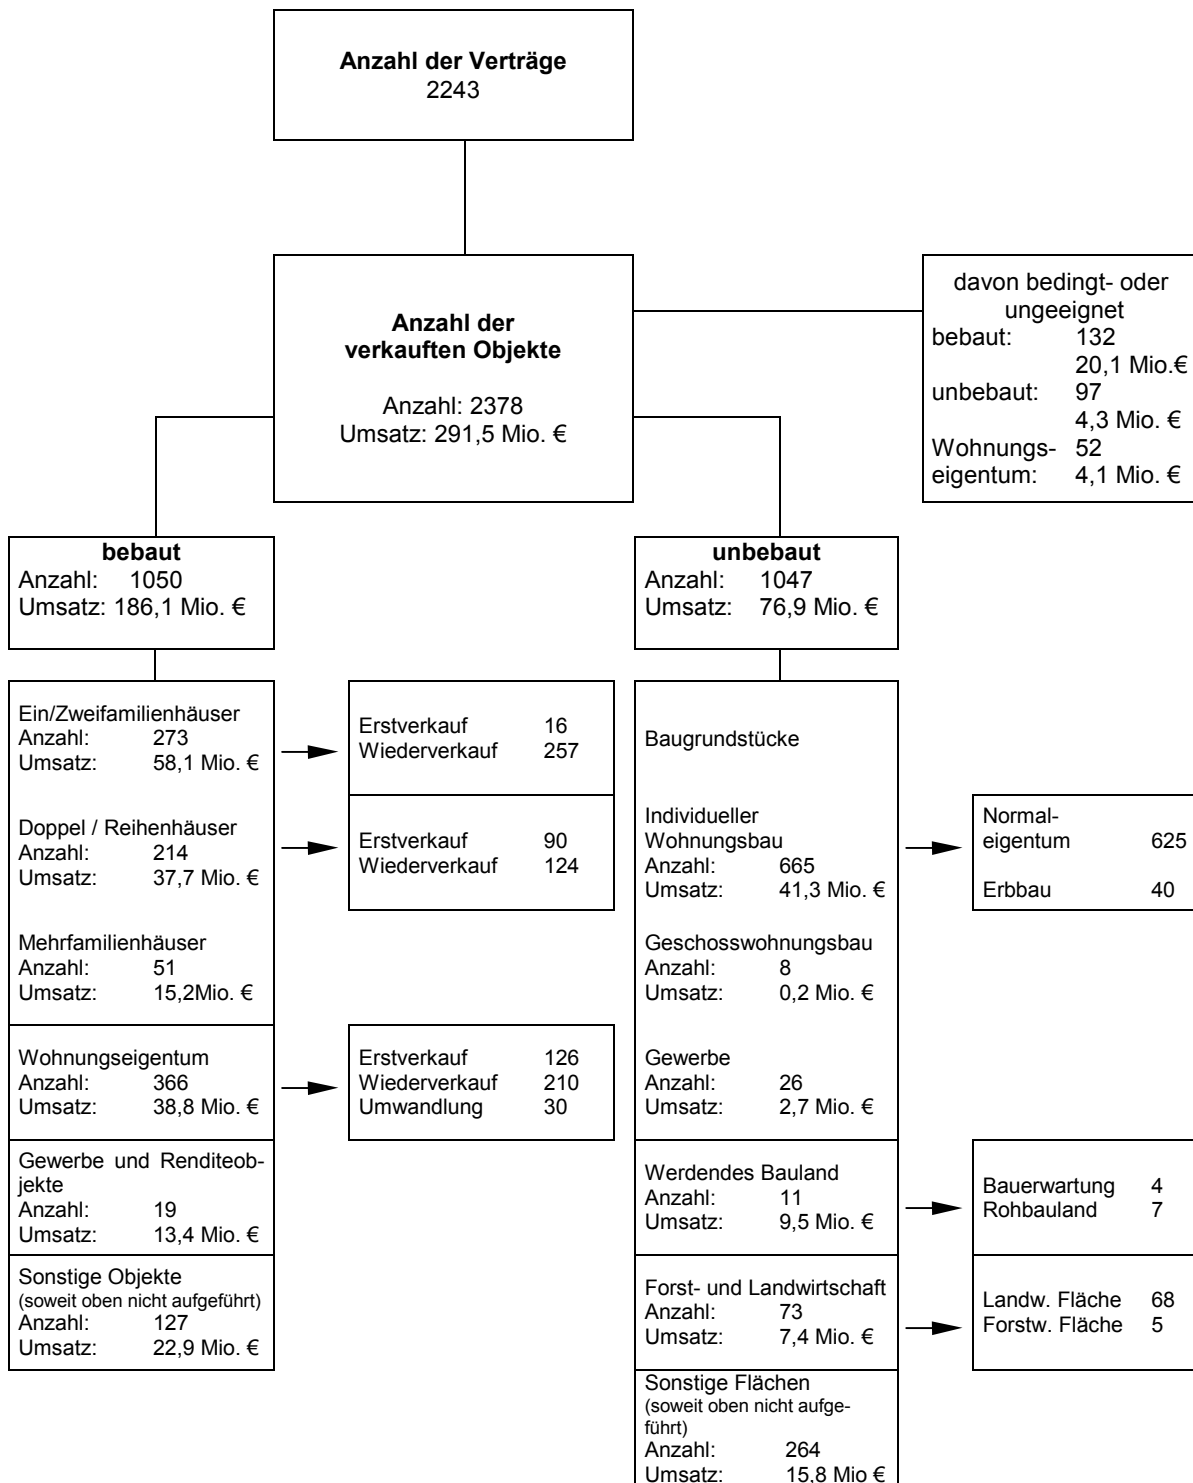 Anzahl der Verträge
2243
Anzahl der
verkauften Objekte
Anzahl: 2378
Umsatz: 291,5 Mio. €
davon bedingt- oder
ungeeignet
bebaut: 132
20,1 Mio.€
unbebaut: 97
4,3 Mio. €
Wohnungs- 52
eigentum: 4,1 Mio. €
bebaut
Anzahl: 1050
Umsatz: 186,1 Mio. €
unbebaut
Anzahl: 1047
Umsatz: 76,9 Mio. €
Ein/Zweifamilienhäuser
Anzahl: 273
Umsatz: 58,1 Mio. €
Erstverkauf 16
Wiederverkauf 257
Doppel / Reihenhäuser
Anzahl: 214
Umsatz: 37,7 Mio. €
Erstverkauf 90
Wiederverkauf 124
Mehrfamilienhäuser
Anzahl: 51
Umsatz: 15,2Mio. €
Wohnungseigentum
Anzahl: 366
Umsatz: 38,8 Mio. €
Erstverkauf 126
Wiederverkauf 210
Umwandlung 30
Gewerbe und Renditeob-
jekte
Anzahl: 19
Umsatz: 13,4 Mio. €
Sonstige Objekte
(soweit oben nicht aufgeführt)
Anzahl: 127
Umsatz: 22,9 Mio. €
Baugrundstücke
Individueller
Wohnungsbau
Anzahl: 665
Umsatz: 41,3 Mio. €
Normal-
eigentum 625
Erbbau 40
Geschosswohnungsbau
Anzahl: 8
Umsatz: 0,2 Mio. €
Gewerbe
Anzahl: 26
Umsatz: 2,7 Mio. €
Werdendes Bauland
Anzahl: 11
Umsatz: 9,5 Mio. €
Bauerwartung 4
Rohbauland 7
Forst- und Landwirtschaft
Anzahl: 73
Umsatz: 7,4 Mio. €
Landw. Fläche 68
Forstw. Fläche 5
Sonstige Flächen
(soweit oben nicht aufge-
führt)
Anzahl: 264
Umsatz: 15,8 Mio €